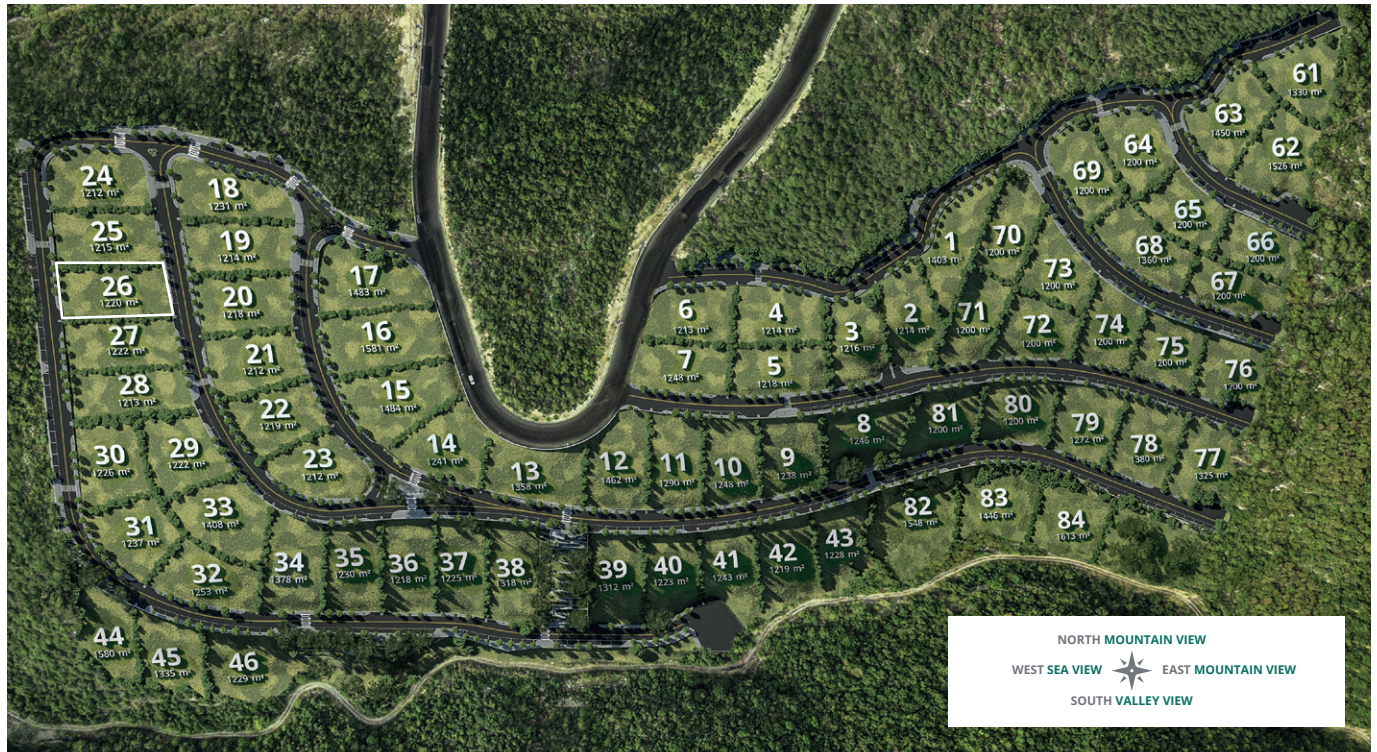 61
1330 m²
63
1450 m²
62
1526 m²
64
1200 m²
69
1200 m²
65
1200 m²
66
1200 m²
68
1360 m²
67
1200 m²
24
1212 m²
18
1231 m²
25
1215 m²
19
1214 m²
26
1220 m²
20
1218 m²
17
1483 m²
27
1222 m²
21
1212 m²
16
1581 m²
28
1213 m²
22
1219 m²
15
1484 m²
30
1226 m²
29
1222 m²
23
1212 m²
14
1241 m²
13
1358 m²
1
1403 m²
70
1200 m²
73
1200 m²
6
1213 m²
4
1214 m²
3
1216 m²
2
1214 m²
71
1200 m²
72
1200 m²
74
1200 m²
75
1200 m²
76
1200 m²
7
1248 m²
5
1218 m²
12
1462 m²
11
1290 m²
10
1248 m²
9
1238 m²
8
1246 m²
81
1200 m²
80
1200 m²
79
1272 m²
78
1380 m²
77
1325 m²
31
1237 m²
33
1408 m²
32
1253 m²
34
1378 m²
35
1230 m²
36
1218 m²
37
1225 m²
38
318 m²
39
1312 m²
40
1223 m²
41
1243 m²
42
1219 m²
43
1228 m²
82
1548 m²
83
1446 m²
84
1613 m²
44
1580 m²
45
1335 m²
46
1229 m²
NORTH MOUNTAIN VIEW
WEST SEA VIEW
EAST MOUNTAIN VIEW
SOUTH VALLEY VIEW